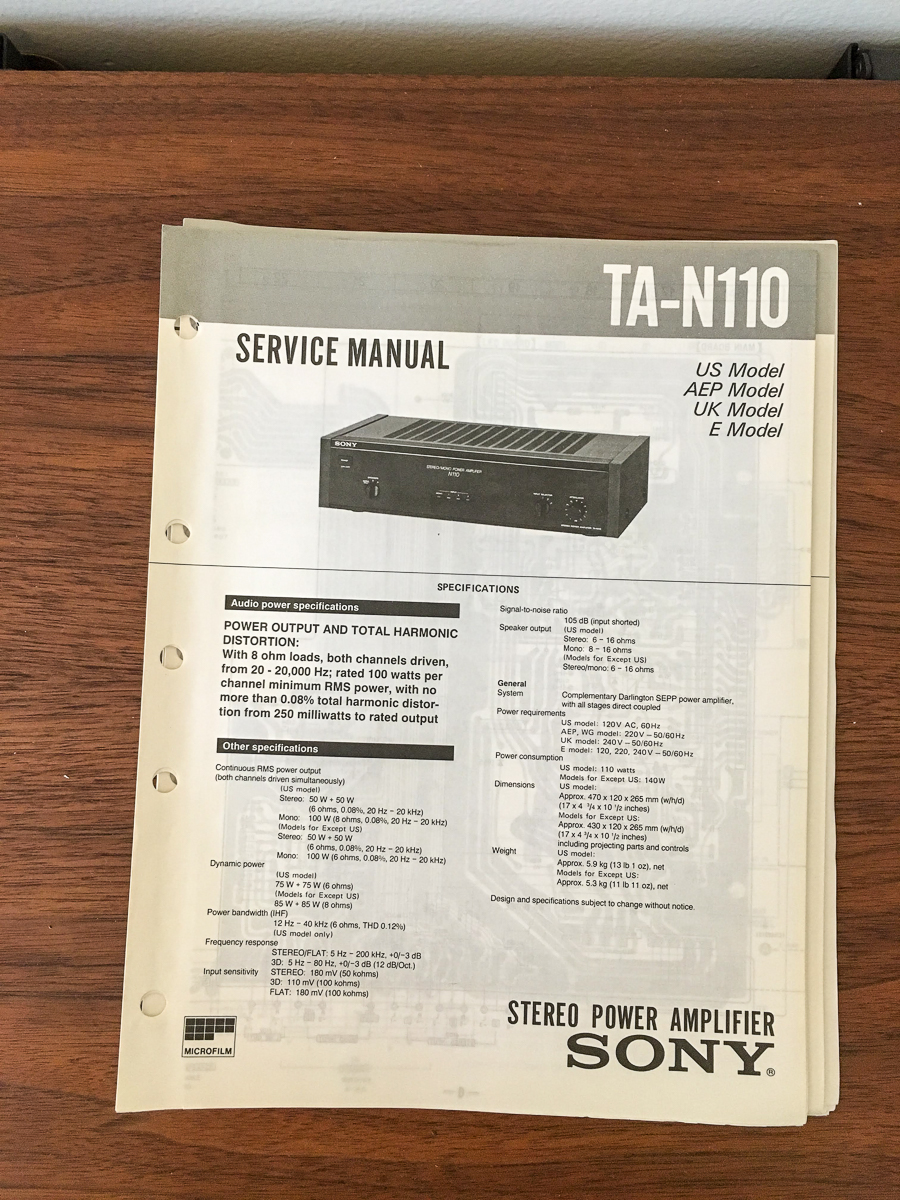 TA-N110
SERVICE MANUAL
US Model
AEP Model
UK Model
E Model
SONY
STEREO/MONO POWER AMPLIFIER
N110
SPECIFICATIONS
Audio power specifications
POWER OUTPUT AND TOTAL HARMONIC
DISTORTION:
With 8 ohm loads, both channels driven,
from 20 - 20,000 Hz; rated 100 watts per
channel minimum RMS power, with no
more than 0.08% total harmonic distor-
tion from 250 milliwatts to rated output
Other specifications
Continuous RMS power output
(both channels driven simultaneously)
(US model)
Stereo: 50 W + 50 W
(6 ohms, 0.08%, 20 Hz – 20 kHz)
Mono: 100 W (8 ohms, 0.08%, 20 Hz – 20 kHz)
(Models for Except US)
Stereo: 50 W + 50 W
(6 ohms, 0.08%, 20 Hz – 20 kHz)
Mono: 100 W (6 ohms, 0.08%, 20 Hz – 20 kHz)
Dynamic power
(US model)
75 W + 75 W (6 ohms)
(Models for Except US)
85 W + 85 W (8 ohms)
Power bandwidth (IHF)
12 Hz – 40 kHz (6 ohms, THD 0.12%)
(US model only)
Frequency response
STEREO/FLAT: 5 Hz – 200 kHz, +0/–3 dB
3D: 5 Hz – 80 Hz, +0/–3 dB (12 dB/Oct.)
Input sensitivity STEREO: 180 mV (50 kohms)
3D: 110 mV (100 kohms)
FLAT: 180 mV (100 kohms)
Signal-to-noise ratio
105 dB (input shorted)
Speaker output (US model)
Stereo: 6 – 16 ohms
Mono: 8 – 16 ohms
(Models for Except US)
Stereo/mono: 6 – 16 ohms
General
System Complementary Darlington SEPP power amplifier,
with all stages direct coupled
Power requirements
US model: 120V AC, 60Hz
AEP, WG model: 220V – 50/60Hz
UK model: 240V – 50/60Hz
E model: 120, 220, 240V – 50/60Hz
Power consumption
US model: 110 watts
Models for Except US: 140W
Dimensions US model:
Approx. 470 x 120 x 265 mm (w/h/d)
(17 x 4 3/4 x 10 1/2 inches)
Models for Except US:
Approx. 430 x 120 x 265 mm (w/h/d)
(17 x 4 3/4 x 10 1/2 inches)
including projecting parts and controls
Weight US model:
Approx. 5.9 kg (13 lb 1 oz), net
Models for Except US:
Approx. 5.3 kg (11 lb 11 oz), net
Design and specifications subject to change without notice.
MICROFILM
STEREO POWER AMPLIFIER
SONY®